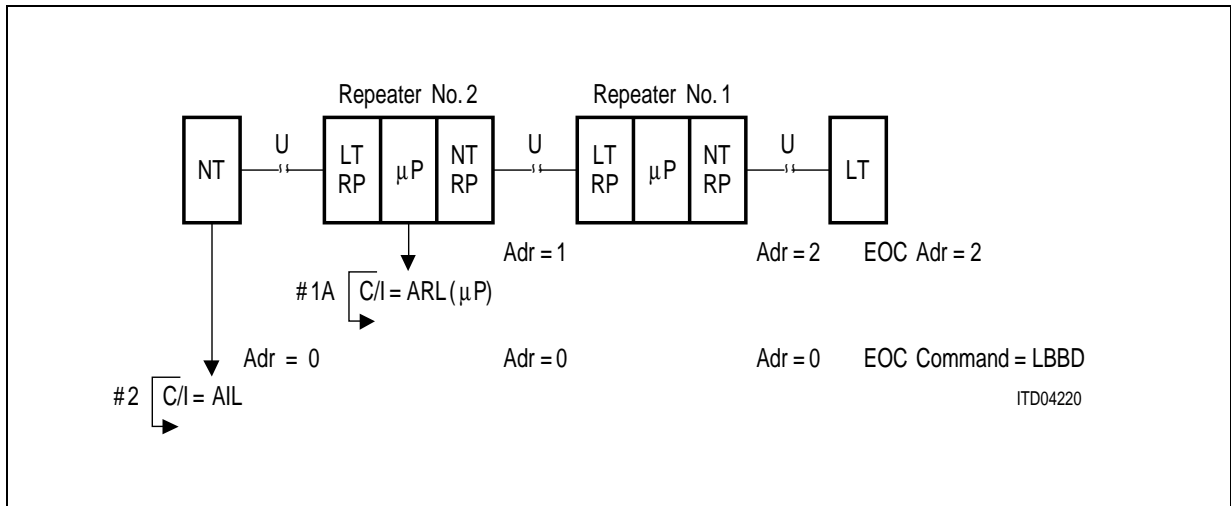 Repeater No. 2 Repeater No. 1
NT U LT RP µP NT RP U LT RP µP NT RP U LT
Adr = 1 Adr = 2 EOC Adr = 2
#1A C/I = ARL (µP)
Adr = 0 Adr = 0 Adr = 0 EOC Command = LBBD
#2 C/I = AIL
ITD04220